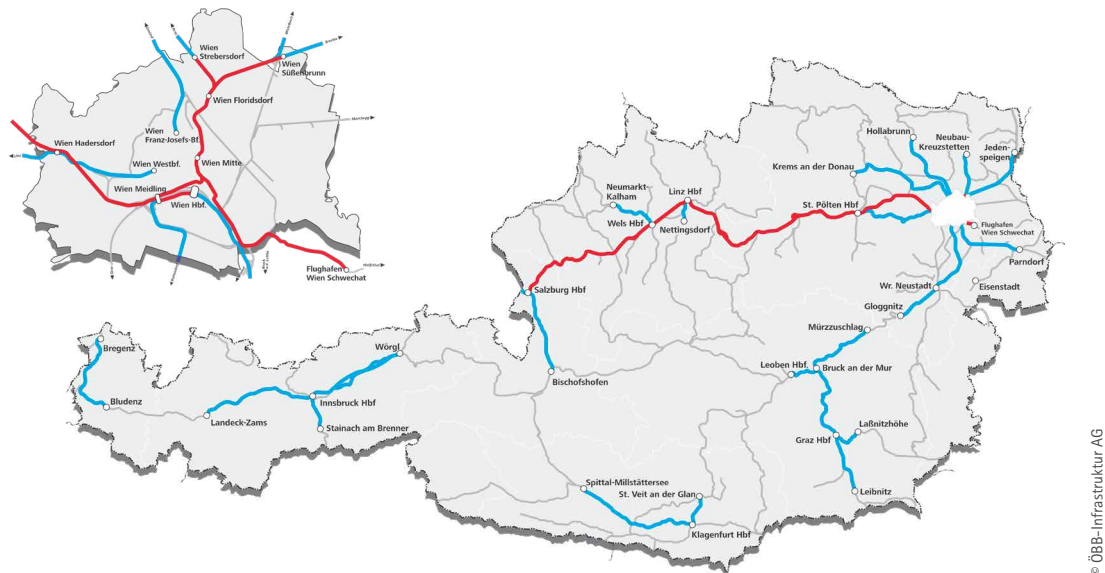 Wien
Strebersdorf
Wien
Süßenbrunn
Wien Floridsdorf
Wien
Franz-Josefs-Bf.
Wien Hadersdorf
Wien Westbf.
Wien Mitte
Wien Meidling
Wien Hbf.
Flughafen
Wien Schwechat
Hollabrunn
Neubau-
Kreuzstetten
Jeden-
speigen
Krems an der Donau
Neumarkt-
Kalham
Linz Hbf
St. Pölten Hbf
Wels Hbf
Nettingsdorf
Flughafen
Wien Schwechat
Parndorf
Salzburg Hbf
Wr. Neustadt
Eisenstadt
Gloggnitz
Mürzzuschlag
Bregenz
Wörgl
Leoben Hbf.
Bruck an der Mur
Bischofshofen
Bludenz
Innsbruck Hbf
Landeck-Zams
Stainach am Brenner
Laßnitzhöhe
Graz Hbf
Spittal-Millstättersee
St. Veit an der Glan
Leibnitz
Klagenfurt Hbf
© ÖBB-Infrastruktur AG